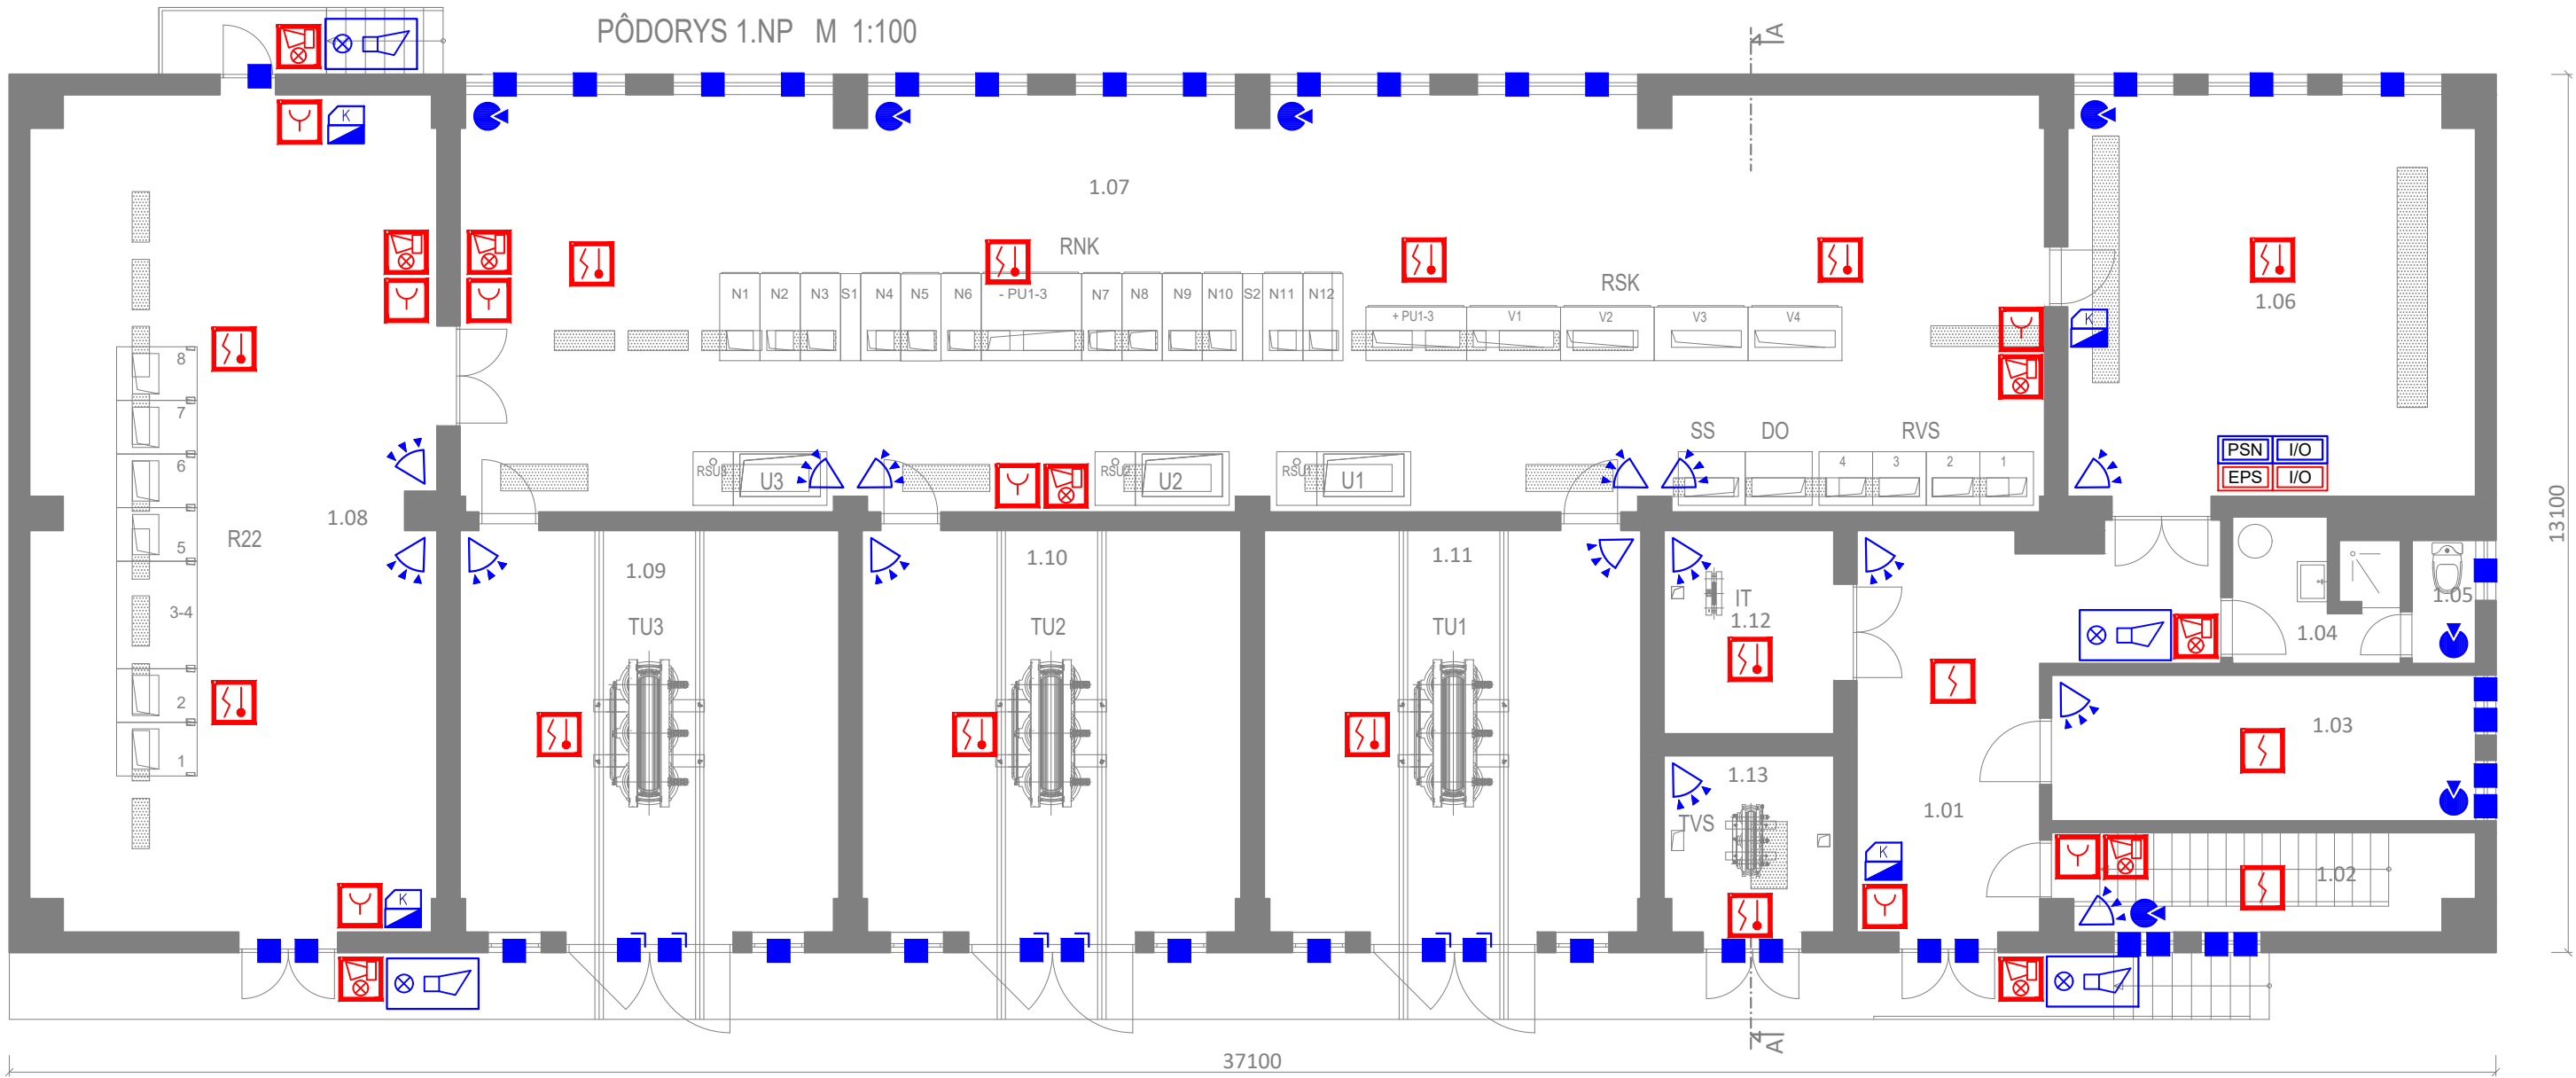 PÔDORYS 1.NP M 1:100
A
K
1.07
RNK
RSK
1.06
N1 N2 N3 S1 N4 N5 N6 - PU1-3 N7 N8 N9 N10 S2 N11 N12
+ PU1-3 V1 V2 V3 V4
K
8
7
6
5
3-4
2
1
R22
1.08
SS DO RVS
4 3 2 1
RSU3 U3
RSU2 U2
RSU1 U1
PSN I/O
EPS I/O
13100
1.09
1.10
1.11
TU3
TU2
TU1
IT
1.12
1.04
1.05
1.03
1.13
TVS
1.01
1.02
K
K
A
37100